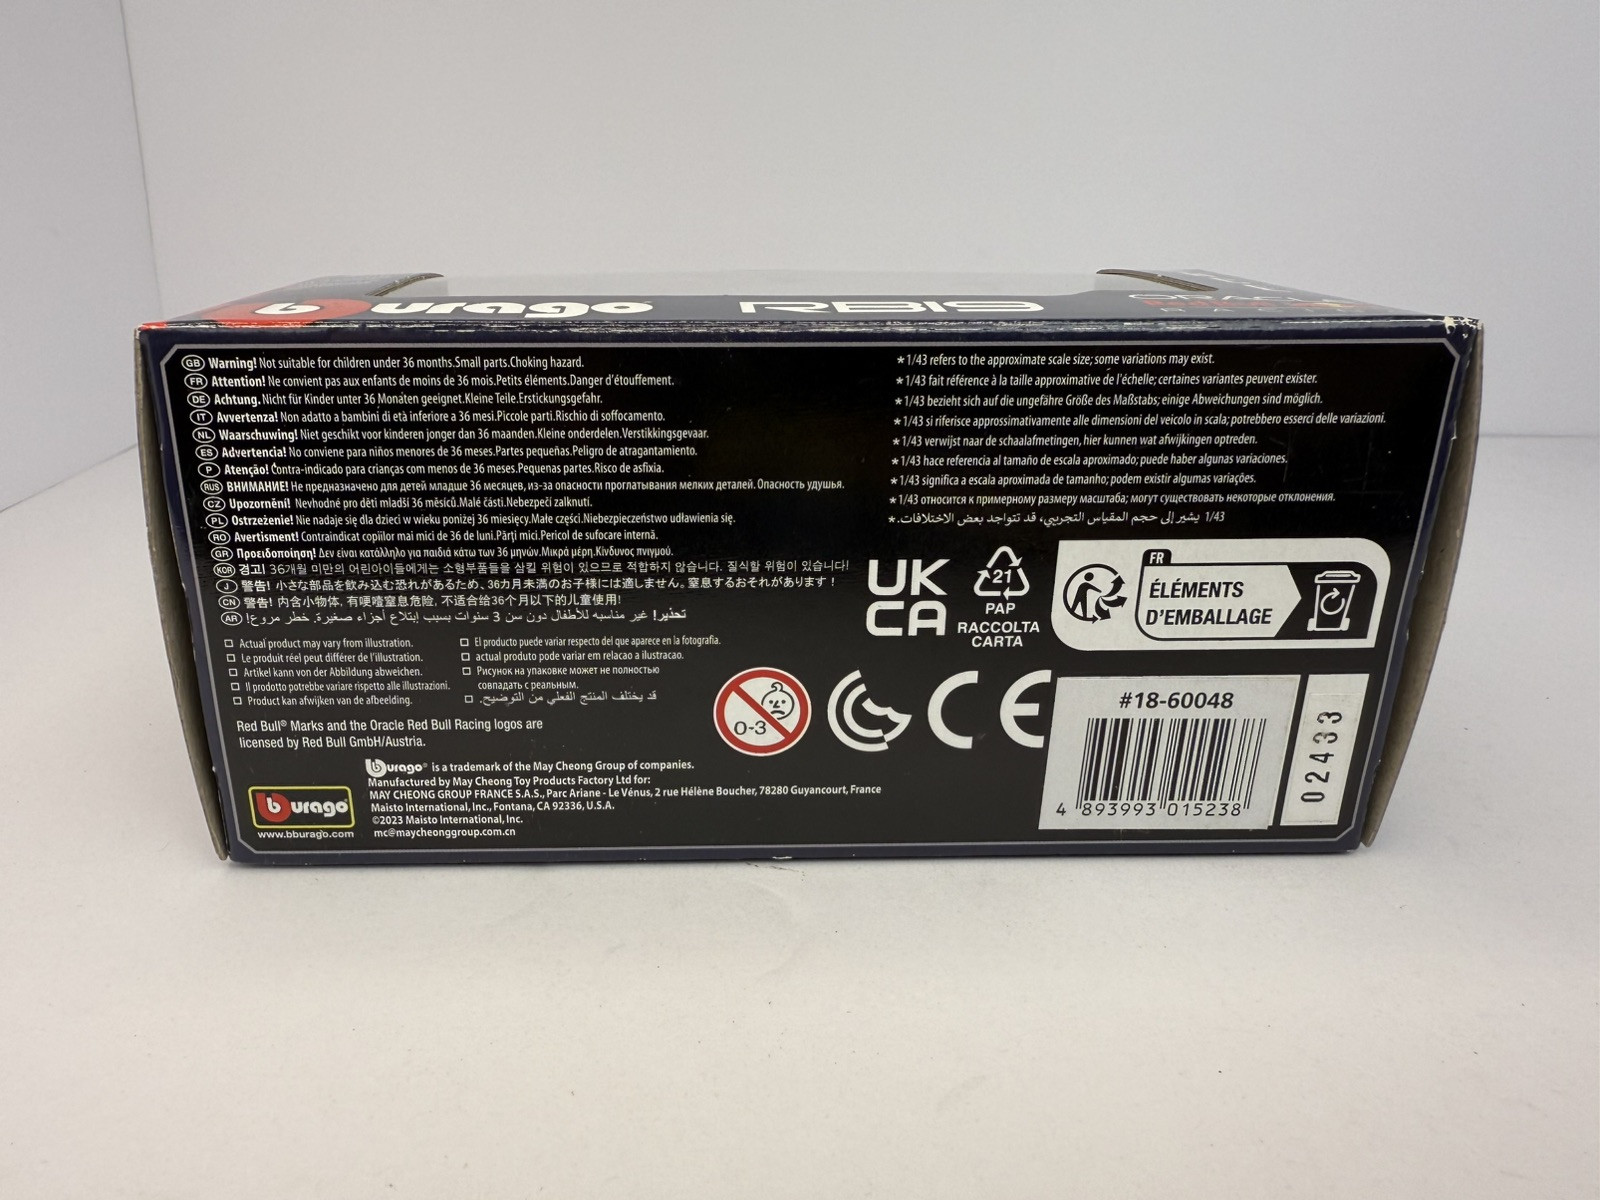 burago RB19 ORACLE
GB Warning! Not suitable for children under 36 months.Small parts.Choking hazard.
FR Attention! Ne convient pas aux enfants de moins de 36 mois.Petits éléments.Danger d'étouffement.
DE Achtung. Nicht für Kinder unter 36 Monaten geeignet.Kleine Teile.Erstickungsgefahr.
IT Avvertenza! Non adatto a bambini di età inferiore a 36 mesi.Piccole parti.Rischio di soffocamento.
NL Waarschuwing! Niet geschikt voor kinderen jonger dan 36 maanden.Kleine onderdelen.Verstikkingsgevaar.
ES Advertencia! No conviene para niños menores de 36 meses.Partes pequeñas.Peligro de atragantamiento.
P Atenção! Contra-indicado para crianças com menos de 36 meses.Pequenas partes.Risco de asfixia.
RUS ВНИМАНИЕ! Не предназначено для детей младше 36 месяцев, из-за опасности проглатывания мелких деталей. Опасность удушья.
CZ Upozornění! Nevhodné pro děti mladší 36 měsíců.Malé části.Nebezpečí zalknutí.
PL Ostrzeżenie! Nie nadaje się dla dzieci w wieku poniżej 36 miesięcy.Małe części.Niebezpieczeństwo udławienia się.
RO Avertisment! Contraindicat copiilor mai mici de 36 de luni.Părți mici.Pericol de sufocare internă.
GR Προειδοποίηση! Δεν είναι κατάλληλο για παιδιά κάτω των 36 μηνών.Μικρά μέρη.Κίνδυνος πνιγμού.
KOR 경고! 36개월 미만의 어린아이들에게는 소형부품들을 삼킬 위험이 있으므로 적합하지 않습니다. 질식할 위험이 있습니다!
J 警告! 小さな部品を飲み込む恐れがあるため、36カ月未満のお子様には適しません。窒息するおそれがあります！
CN 警告! 内含小物体, 有哽噎窒息危险, 不适合给36个月以下的儿童使用!
AR تحذير! غير مناسبه للأطفال دون سن 3 سنوات بسبب إبتلاع أجزاء صغيرة. خطر مروع!
Actual product may vary from illustration.
Le produit réel peut différer de l'illustration.
Artikel kann von der Abbildung abweichen.
Il prodotto potrebbe variare rispetto alle illustrazioni.
Product kan afwijken van de afbeelding.
El producto puede variar respecto del que aparece en la fotografía.
actual produto pode variar em relacao a ilustracao.
Рисунок на упаковке может не полностью
совпадать с реальным.
قد يختلف المنتج الفعلي من التوضيح.
Red Bull® Marks and the Oracle Red Bull Racing logos are
licensed by Red Bull GmbH/Austria.
burago
www.bburago.com
burago® is a trademark of the May Cheong Group of companies.
Manufactured by May Cheong Toy Products Factory Ltd for:
MAY CHEONG GROUP FRANCE S.A.S., Parc Ariane - Le Vénus, 2 rue Hélène Boucher, 78280 Guyancourt, France
Maisto International, Inc., Fontana, CA 92336, U.S.A.
©2023 Maisto International, Inc.
mc@maycheonggroup.com.cn
*1/43 refers to the approximate scale size; some variations may exist.
*1/43 fait référence à la taille approximative de l'échelle; certaines variantes peuvent exister.
*1/43 bezieht sich auf die ungefähre Größe des Maßstabs; einige Abweichungen sind möglich.
*1/43 si riferisce approssimativamente alle dimensioni del veicolo in scala; potrebbero esserci delle variazioni.
*1/43 verwijst naar de schaalafmetingen, hier kunnen wat afwijkingen optreden.
*1/43 hace referencia al tamaño de escala aproximado; puede haber algunas variaciones.
*1/43 significa a escala aproximada de tamanho; podem existir algumas variações.
*1/43 относится к примерному размеру масштаба; могут существовать некоторые отклонения.
1/43 يشير إلى حجم المقياس التجريبي، قد تتواجد بعض الاختلافات.*
UK
CA
21
PAP
RACCOLTA
CARTA
FR
ÉLÉMENTS
D'EMBALLAGE
0-3
CE
#18-60048
4 893993 015238
02433